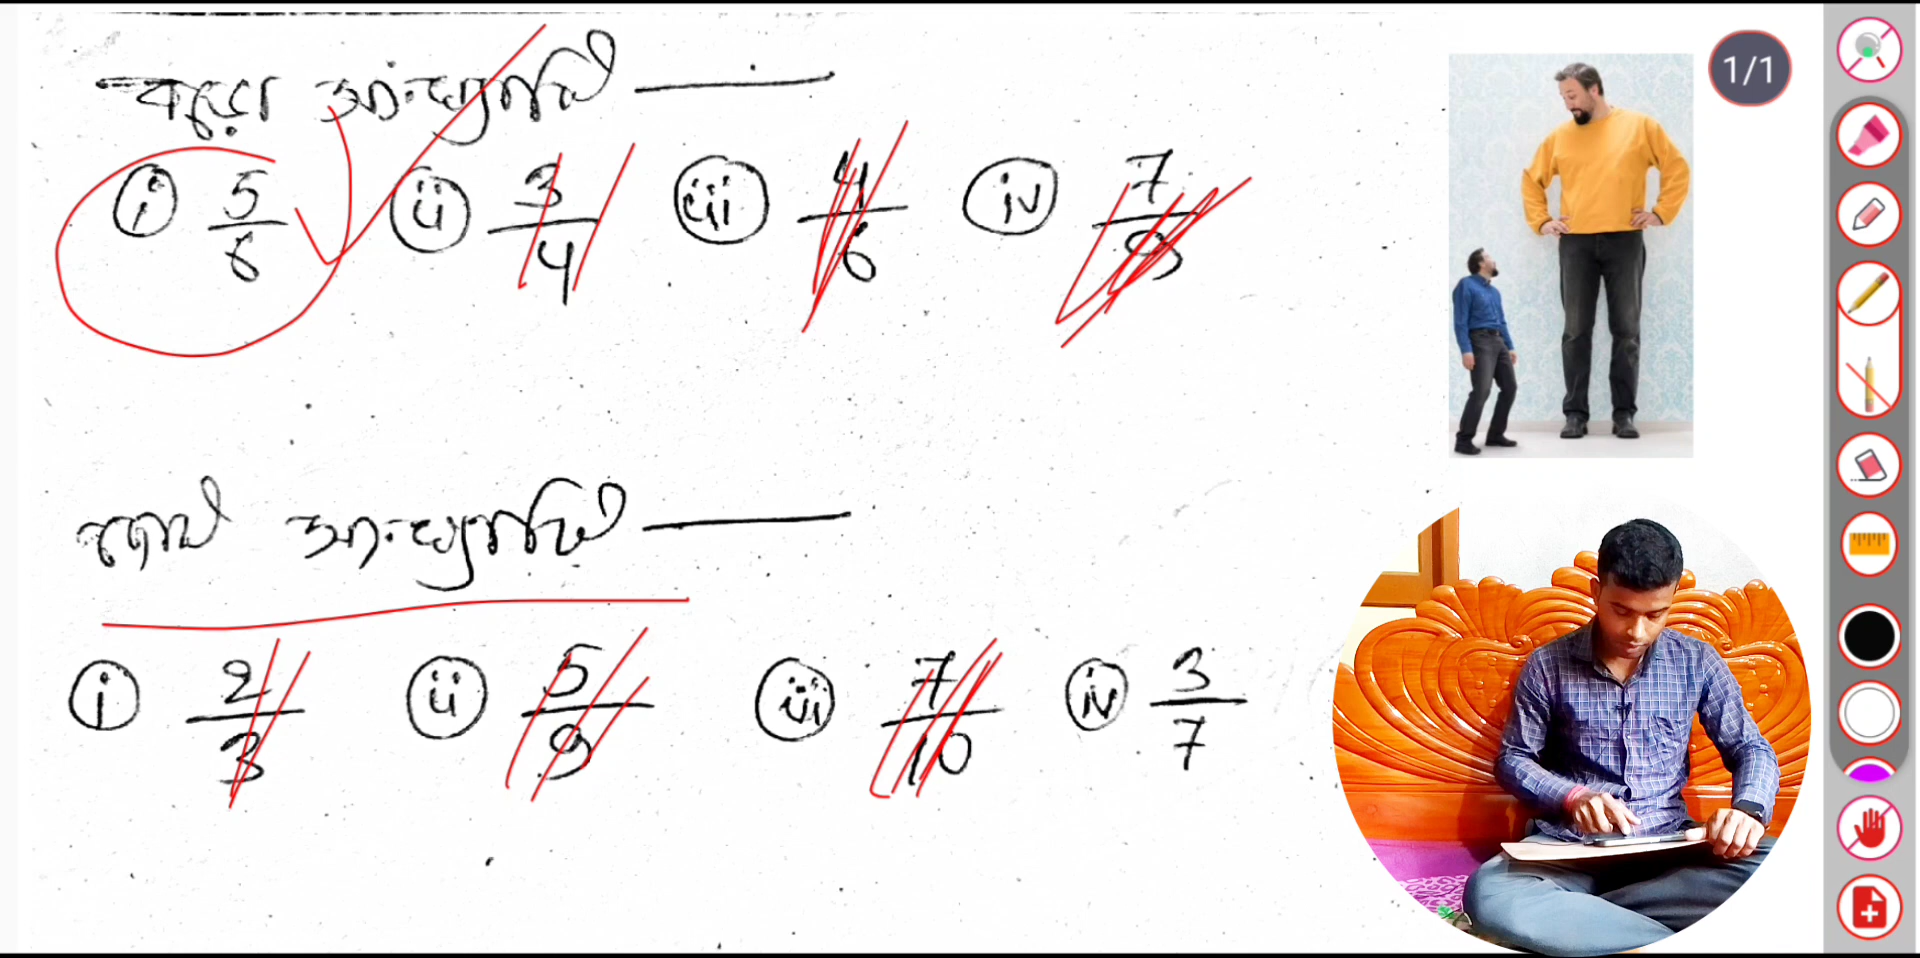 বড়ো ভগ্নাংশটি ———
i 5/6 ii 3/4 iii 4/6 iv 7/9
1/1
ভগ্নাংশটি ———
i 2/3 ii 5/9 iii 7/10 iv 3/7